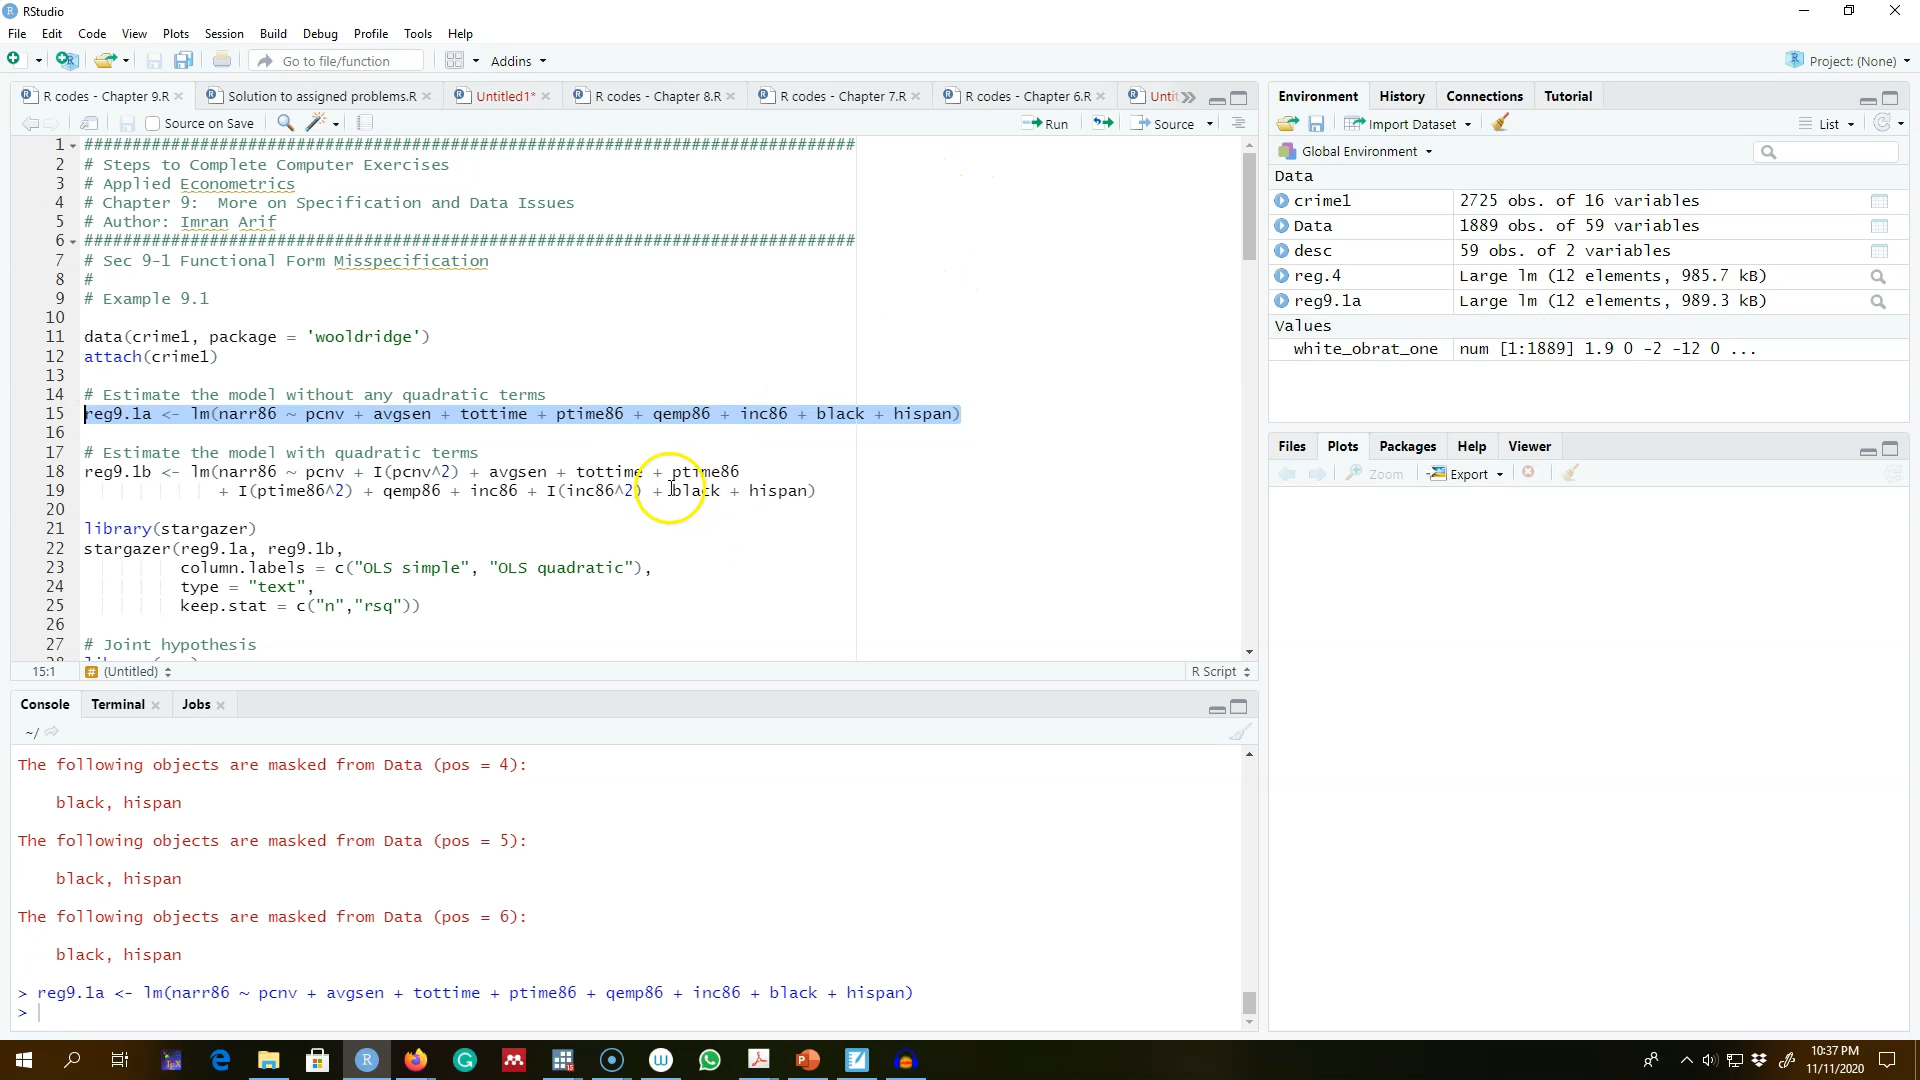 RStudio
File Edit Code View Plots Session Build Debug Profile Tools Help
Go to file/function Addins Project: (None)
R codes - Chapter 9.R Solution to assigned problems.R Untitled1* R codes - Chapter 8.R R codes - Chapter 7.R R codes - Chapter 6.R Untit
Source on Save Run Source
1 ################################################################################
2 # Steps to Complete Computer Exercises
3 # Applied Econometrics
4 # Chapter 9:  More on Specification and Data Issues
5 # Author: Imran Arif
6 ################################################################################
7 # Sec 9-1 Functional Form Misspecification
8 #
9 # Example 9.1
10
11 data(crime1, package = 'wooldridge')
12 attach(crime1)
13
14 # Estimate the model without any quadratic terms
15 reg9.1a <- lm(narr86 ~ pcnv + avgsen + tottime + ptime86 + qemp86 + inc86 + black + hispan)
16
17 # Estimate the model with quadratic terms
18 reg9.1b <- lm(narr86 ~ pcnv + I(pcnv^2) + avgsen + tottime + ptime86
19 + I(ptime86^2) + qemp86 + inc86 + I(inc86^2) + black + hispan)
20
21 library(stargazer)
22 stargazer(reg9.1a, reg9.1b,
23 column.labels = c("OLS simple", "OLS quadratic"),
24 type = "text",
25 keep.stat = c("n","rsq"))
26
27 # Joint hypothesis
15:1 (Untitled) R Script
Console Terminal Jobs
~/
The following objects are masked from Data (pos = 4):
black, hispan
The following objects are masked from Data (pos = 5):
black, hispan
The following objects are masked from Data (pos = 6):
black, hispan
> reg9.1a <- lm(narr86 ~ pcnv + avgsen + tottime + ptime86 + qemp86 + inc86 + black + hispan)
>
Environment History Connections Tutorial
Import Dataset List
Global Environment
Data
crime1 2725 obs. of 16 variables
Data 1889 obs. of 59 variables
desc 59 obs. of 2 variables
reg.4 Large lm (12 elements, 985.7 kB)
reg9.1a Large lm (12 elements, 989.3 kB)
Values
white_obrat_one num [1:1889] 1.9 0 -2 -12 0 ...
Files Plots Packages Help Viewer
Zoom Export
10:37 PM
11/11/2020